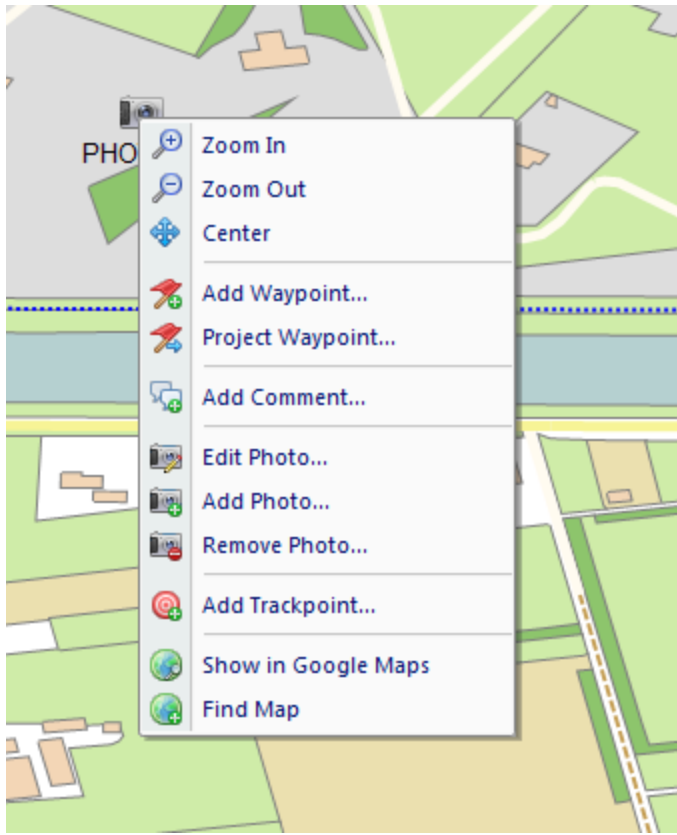 PHO
Zoom In
Zoom Out
Center
Add Waypoint...
Project Waypoint...
Add Comment...
Edit Photo...
Add Photo...
Remove Photo...
Add Trackpoint...
Show in Google Maps
Find Map